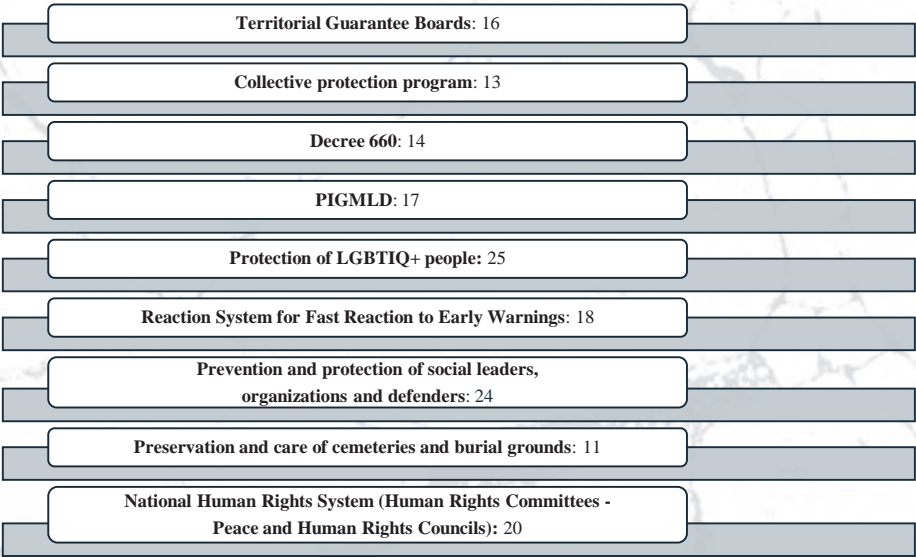 Territorial Guarantee Boards: 16
Collective protection program: 13
Decree 660: 14
PIGMLD: 17
Protection of LGBTIQ+ people: 25
Reaction System for Fast Reaction to Early Warnings: 18
Prevention and protection of social leaders,
organizations and defenders: 24
Preservation and care of cemeteries and burial grounds: 11
National Human Rights System (Human Rights Committees -
Peace and Human Rights Councils): 20